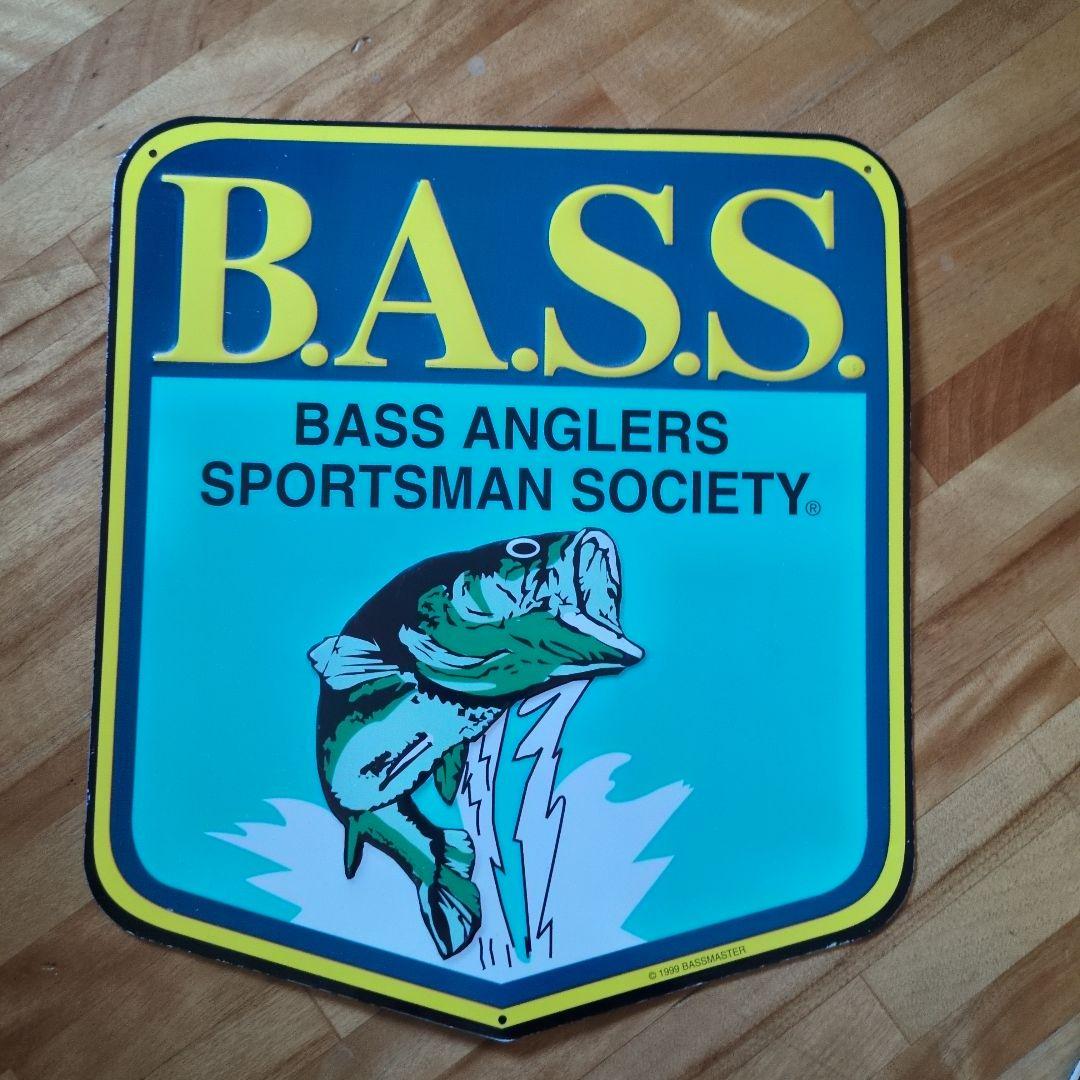 B.A.S.S.®
BASS ANGLERS
SPORTSMAN SOCIETY®
© 1999 BASSMASTER